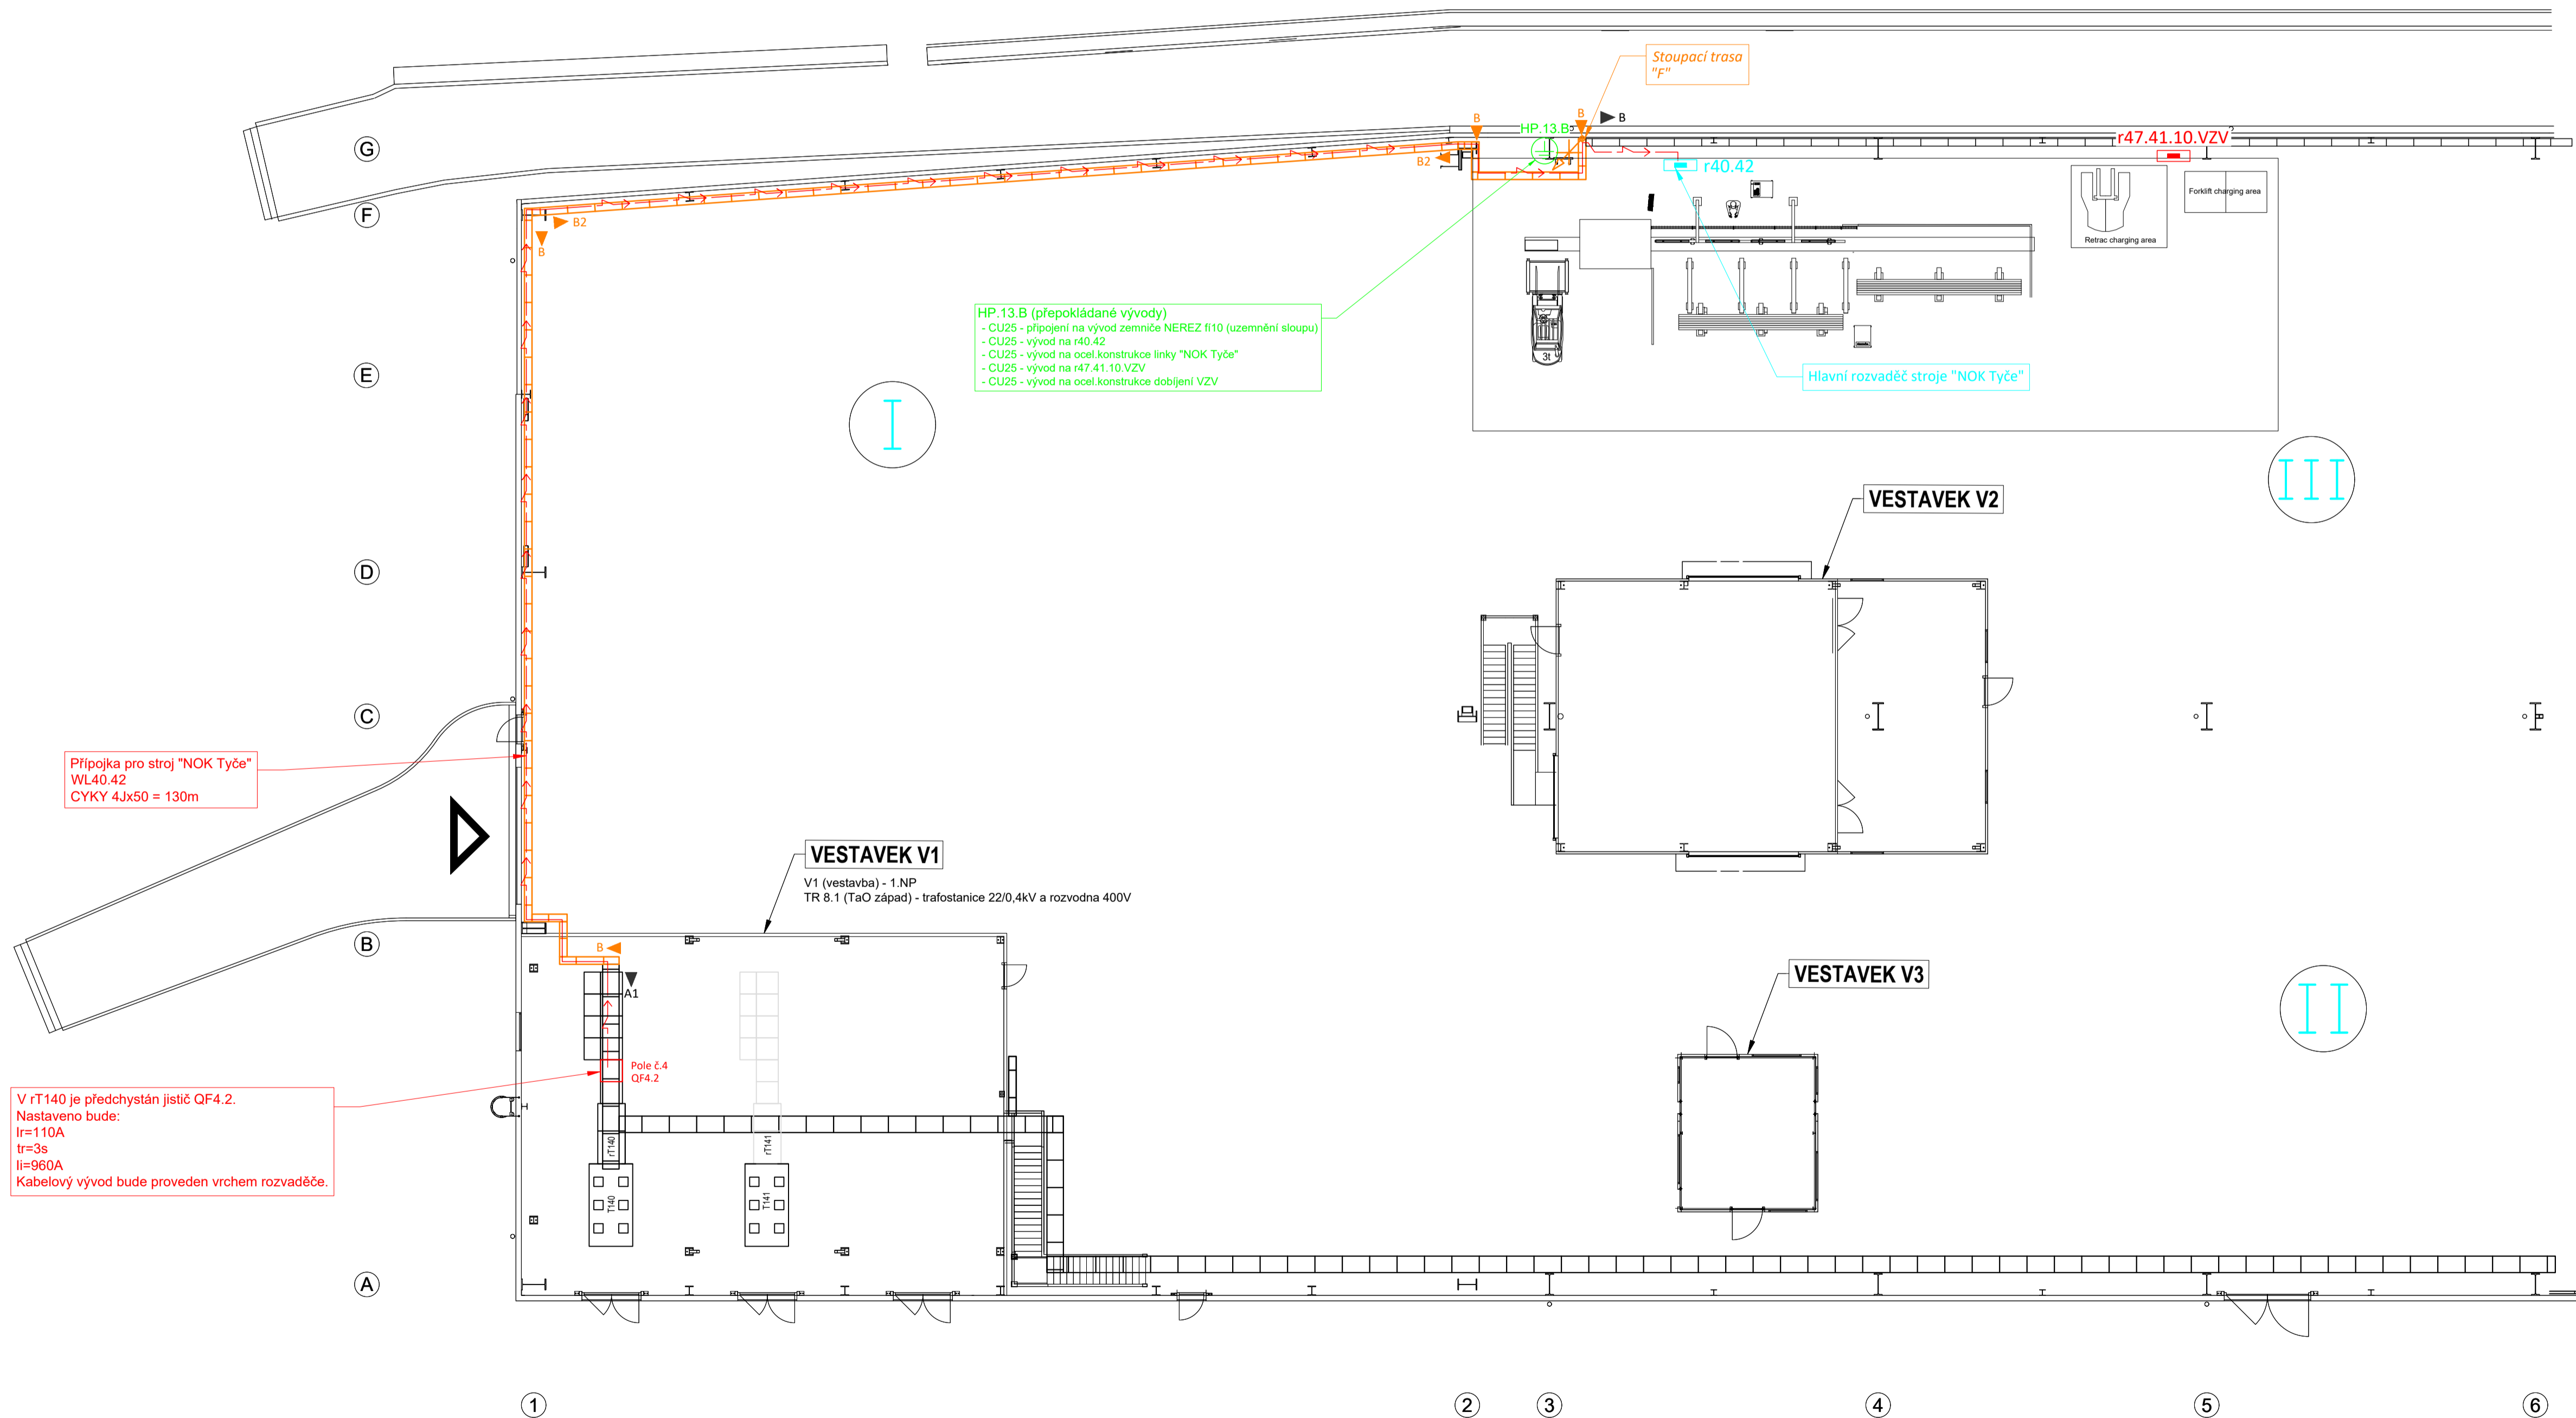 Stoupací trasa
"F"
B
B
B
HP.13.B
G
r47.41.10.VZV
B2
r40.42
Forklift charging area
F
B2
B
Retrac charging area
HP.13.B (přepokládané vývody)
- CU25 - připojení na vývod zemniče NEREZ fi10 (uzemnění sloupu)
- CU25 - vývod na r40.42
- CU25 - vývod na ocel.konstrukce linky "NOK Tyče"
- CU25 - vývod na r47.41.10.VZV
- CU25 - vývod na ocel.konstrukce dobíjení VZV
3t
E
Hlavní rozvaděč stroje "NOK Tyče"
I
III
VESTAVEK V2
D
C
Přípojka pro stroj "NOK Tyče"
WL40.42
CYKY 4Jx50 = 130m
VESTAVEK V1
V1 (vestavba) - 1.NP
TR 8.1 (TaO západ) - trafostanice 22/0,4kV a rozvodna 400V
B
B
A1
VESTAVEK V3
II
Pole č.4
QF4.2
V rT140 je předchystán jistič QF4.2.
Nastaveno bude:
Ir=110A
tr=3s
Ii=960A
Kabelový vývod bude proveden vrchem rozvaděče.
rT140
rT141
T140
T141
A
1
2
3
4
5
6